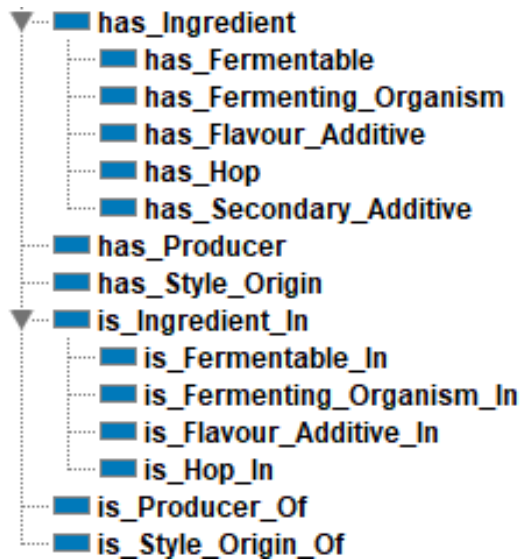 has_Ingredient
has_Fermentable
has_Fermenting_Organism
has_Flavour_Additive
has_Hop
has_Secondary_Additive
has_Producer
has_Style_Origin
is_Ingredient_In
is_Fermentable_In
is_Fermenting_Organism_In
is_Flavour_Additive_In
is_Hop_In
is_Producer_Of
is_Style_Origin_Of